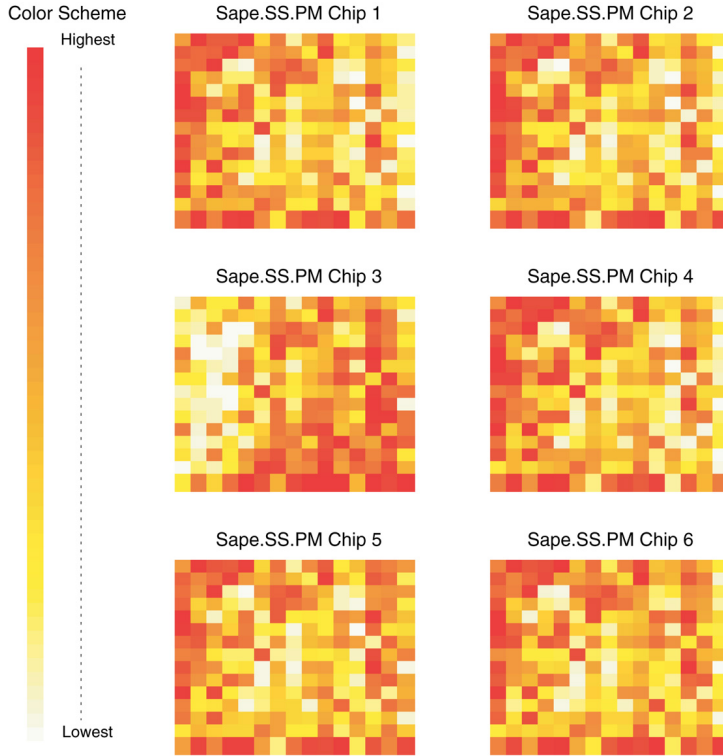 Color Scheme
Highest
Lowest
Sape.SS.PM Chip 1
Sape.SS.PM Chip 2
Sape.SS.PM Chip 3
Sape.SS.PM Chip 4
Sape.SS.PM Chip 5
Sape.SS.PM Chip 6